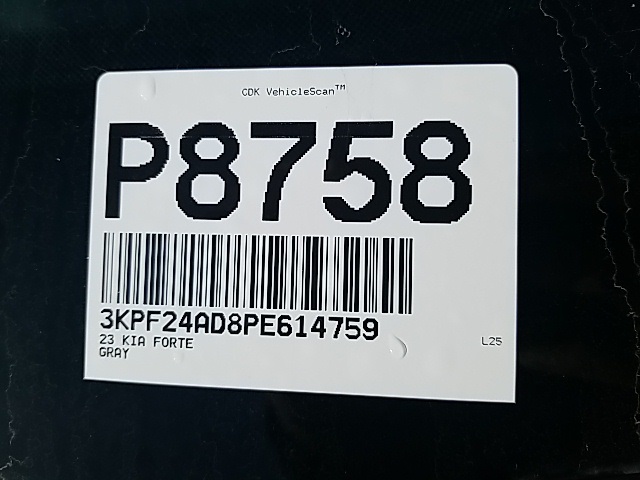 CDK VehicleScan™
P8758
3KPF24AD8PE614759
23 KIA FORTE
GRAY
L25